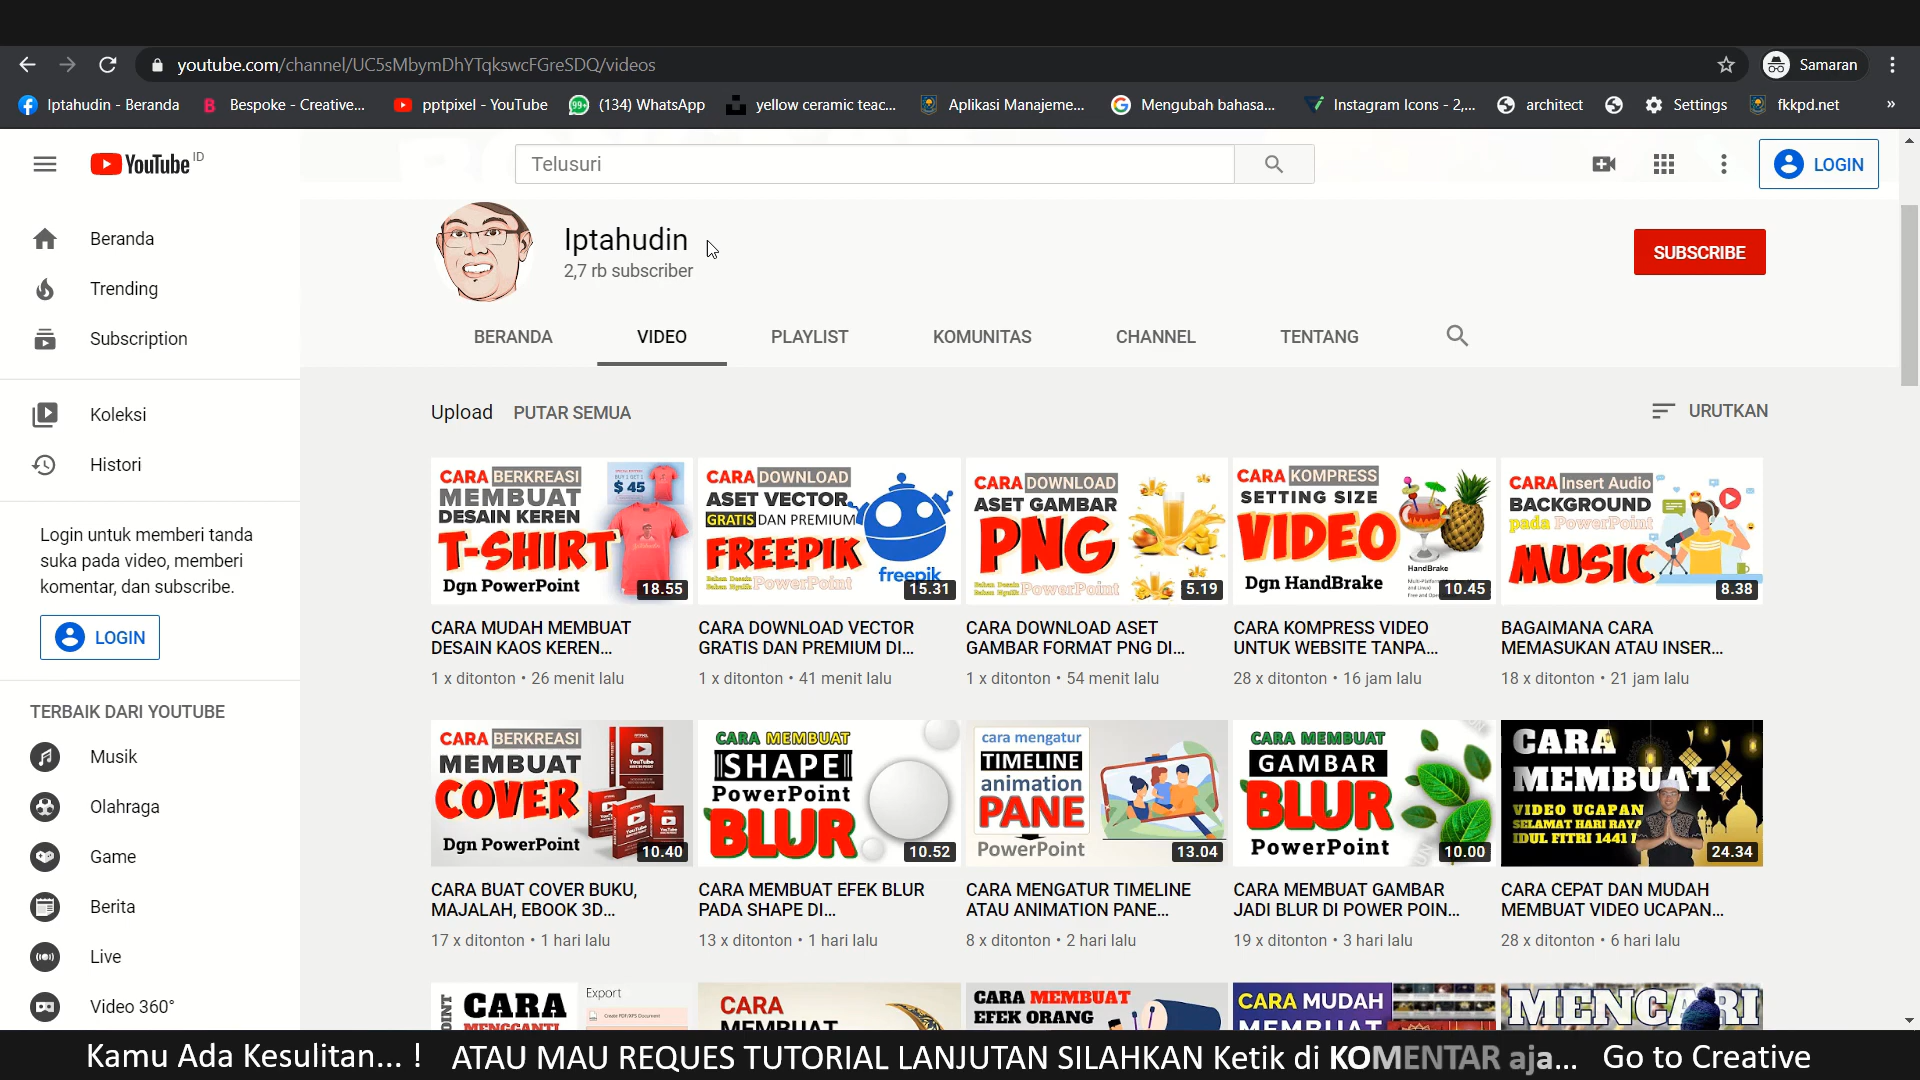 youtube.com/channel/UC5sMbymDhYTqkswcFGreSDQ/videos
Samaran
Iptahudin - Beranda
Bespoke - Creative...
pptpixel - YouTube
(134) WhatsApp
yellow ceramic teac...
Aplikasi Manajeme...
Mengubah bahasa...
Instagram Icons - 2,...
architect
Settings
fkkpd.net
»
YouTube ID
Telusuri
LOGIN
Beranda
Trending
Subscription
Koleksi
Histori
Login untuk memberi tanda
suka pada video, memberi
komentar, dan subscribe.
LOGIN
TERBAIK DARI YOUTUBE
Musik
Olahraga
Game
Berita
Live
Video 360°
Iptahudin
2,7 rb subscriber
SUBSCRIBE
BERANDA
VIDEO
PLAYLIST
KOMUNITAS
CHANNEL
TENTANG
Upload PUTAR SEMUA
URUTKAN
CARA BERKREASI
MEMBUAT
DESAIN KEREN
T-SHIRT
Dgn PowerPoint
$ 45
18.55
CARA MUDAH MEMBUAT
DESAIN KAOS KEREN...
1 x ditonton • 26 menit lalu
CARA DOWNLOAD
ASET VECTOR
GRATIS DAN PREMIUM
FREEPIK
PowerPoint
freepik
15.31
CARA DOWNLOAD VECTOR
GRATIS DAN PREMIUM DI...
1 x ditonton • 41 menit lalu
CARA DOWNLOAD
ASET GAMBAR
PNG
PowerPoint
5.19
CARA DOWNLOAD ASET
GAMBAR FORMAT PNG DI...
1 x ditonton • 54 menit lalu
CARA KOMPRESS
SETTING SIZE
VIDEO
Dgn HandBrake
HandBrake
10.45
CARA KOMPRESS VIDEO
UNTUK WEBSITE TANPA...
28 x ditonton • 16 jam lalu
CARA Insert Audio
BACKGROUND
pada PowerPoint
MUSIC
8.38
BAGAIMANA CARA
MEMASUKAN ATAU INSER...
18 x ditonton • 21 jam lalu
CARA BERKREASI
MEMBUAT
COVER
Dgn PowerPoint
10.40
CARA BUAT COVER BUKU,
MAJALAH, EBOOK 3D...
17 x ditonton • 1 hari lalu
CARA MEMBUAT
SHAPE
PowerPoint
BLUR
10.52
CARA MEMBUAT EFEK BLUR
PADA SHAPE DI...
13 x ditonton • 1 hari lalu
cara mengatur
TIMELINE
animation
PANE
PowerPoint
13.04
CARA MENGATUR TIMELINE
ATAU ANIMATION PANE...
8 x ditonton • 2 hari lalu
CARA MEMBUAT
GAMBAR
BLUR
PowerPoint
10.00
CARA MEMBUAT GAMBAR
JADI BLUR DI POWER POIN...
19 x ditonton • 3 hari lalu
CARA
MEMBUAT
VIDEO UCAPAN
SELAMAT HARI RAYA
IDUL FITRI 1441
24.34
CARA CEPAT DAN MUDAH
MEMBUAT VIDEO UCAPAN...
28 x ditonton • 6 hari lalu
CARA
MENGGANTI
Export
Create PDF/XPS Document
CARA
MEMBUAT
CARA MEMBUAT
EFEK ORANG
CARA MUDAH
MEMBUAT
MENCARI
Kamu Ada Kesulitan... ! ATAU MAU REQUES TUTORIAL LANJUTAN SILAHKAN Ketik di KOMENTAR aja... Go to Creative